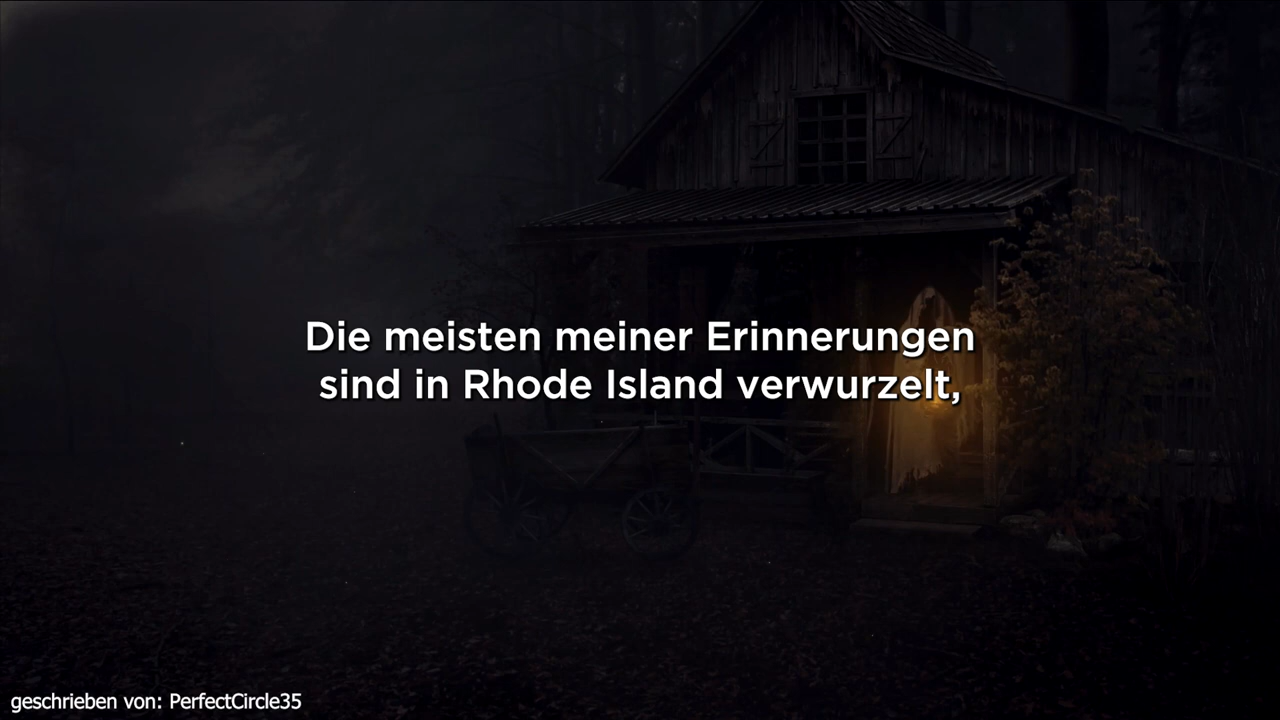 Die meisten meiner Erinnerungen
sind in Rhode Island verwurzelt,
geschrieben von: PerfectCircle35